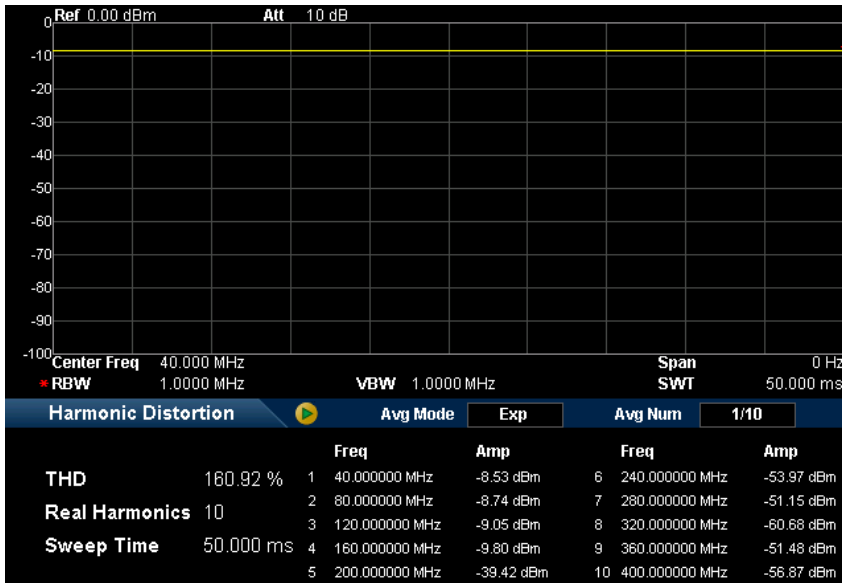 Ref 0.00 dBm Att 10 dB
0
-10
-20
-30
-40
-50
-60
-70
-80
-90
-100
Center Freq 40.000 MHz Span 0 Hz
* RBW 1.0000 MHz VBW 1.0000 MHz SWT 50.000 ms
Harmonic Distortion Avg Mode Exp Avg Num 1/10
Freq Amp Freq Amp
THD 160.92 % 1 40.000000 MHz -8.53 dBm 6 240.000000 MHz -53.97 dBm
2 80.000000 MHz -8.74 dBm 7 280.000000 MHz -51.15 dBm
Real Harmonics 10 3 120.000000 MHz -9.05 dBm 8 320.000000 MHz -60.68 dBm
Sweep Time 50.000 ms 4 160.000000 MHz -9.80 dBm 9 360.000000 MHz -51.48 dBm
5 200.000000 MHz -39.42 dBm 10 400.000000 MHz -56.87 dBm